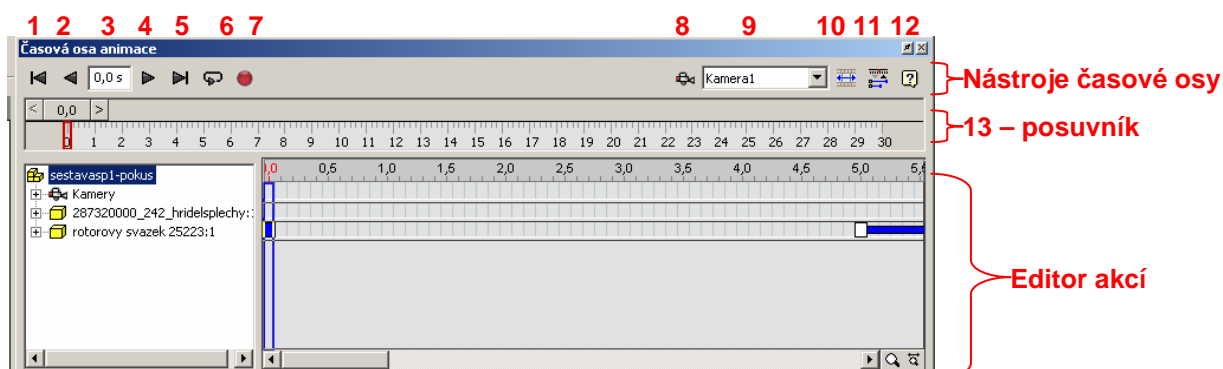 1 2 3 4 5 6 7 8 9 10 11 12
Časová osa animace
0,0 s
Kamera1
Nástroje časové osy
< 0,0 >
13 – posuvník
0 1 2 3 4 5 6 7 8 9 10 11 12 13 14 15 16 17 18 19 20 21 22 23 24 25 26 27 28 29 30
sestavasp1-pokus
0,5 1,0 1,5 2,0 2,5 3,0 3,5 4,0 4,5 5,0
Kamery
287320000_242_hridelsplechy:
rotorovy svazek 25223:1
Editor akcí